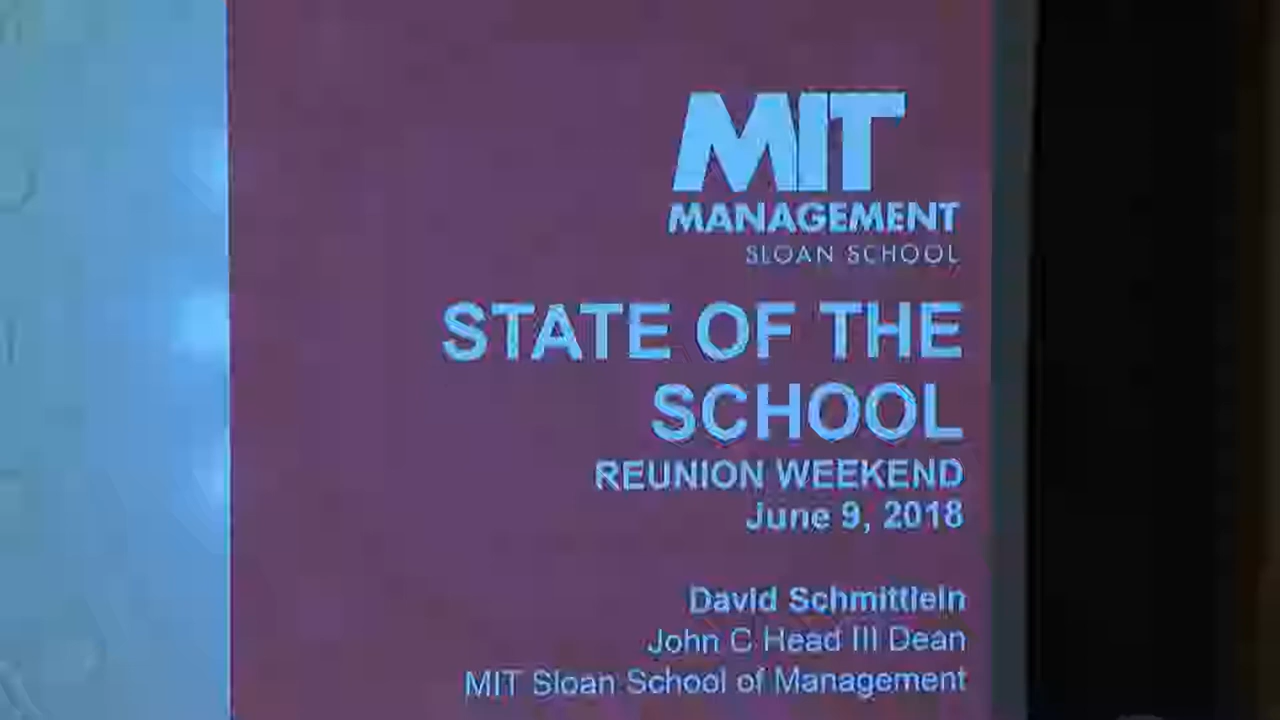 MIT
MANAGEMENT
SLOAN SCHOOL
STATE OF THE
SCHOOL
REUNION WEEKEND
June 9, 2018
David Schmittlein
John C Head III Dean
MIT Sloan School of Management